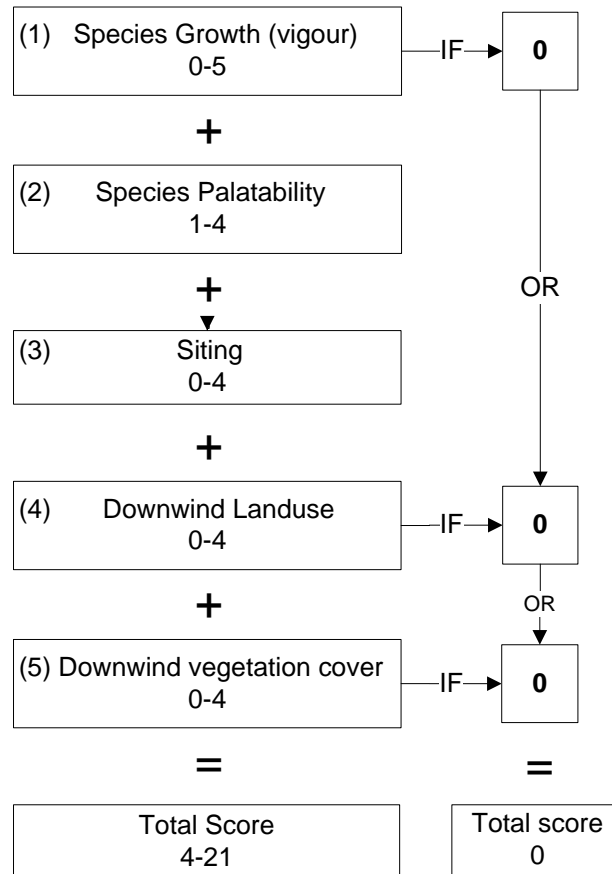 (1) Species Growth (vigour)
0-5
IF
0
+
(2) Species Palatability
1-4
+
OR
(3) Siting
0-4
+
(4) Downwind Landuse
0-4
IF
0
+
OR
(5) Downwind vegetation cover
0-4
IF
0
=
=
Total Score
4-21
Total score
0